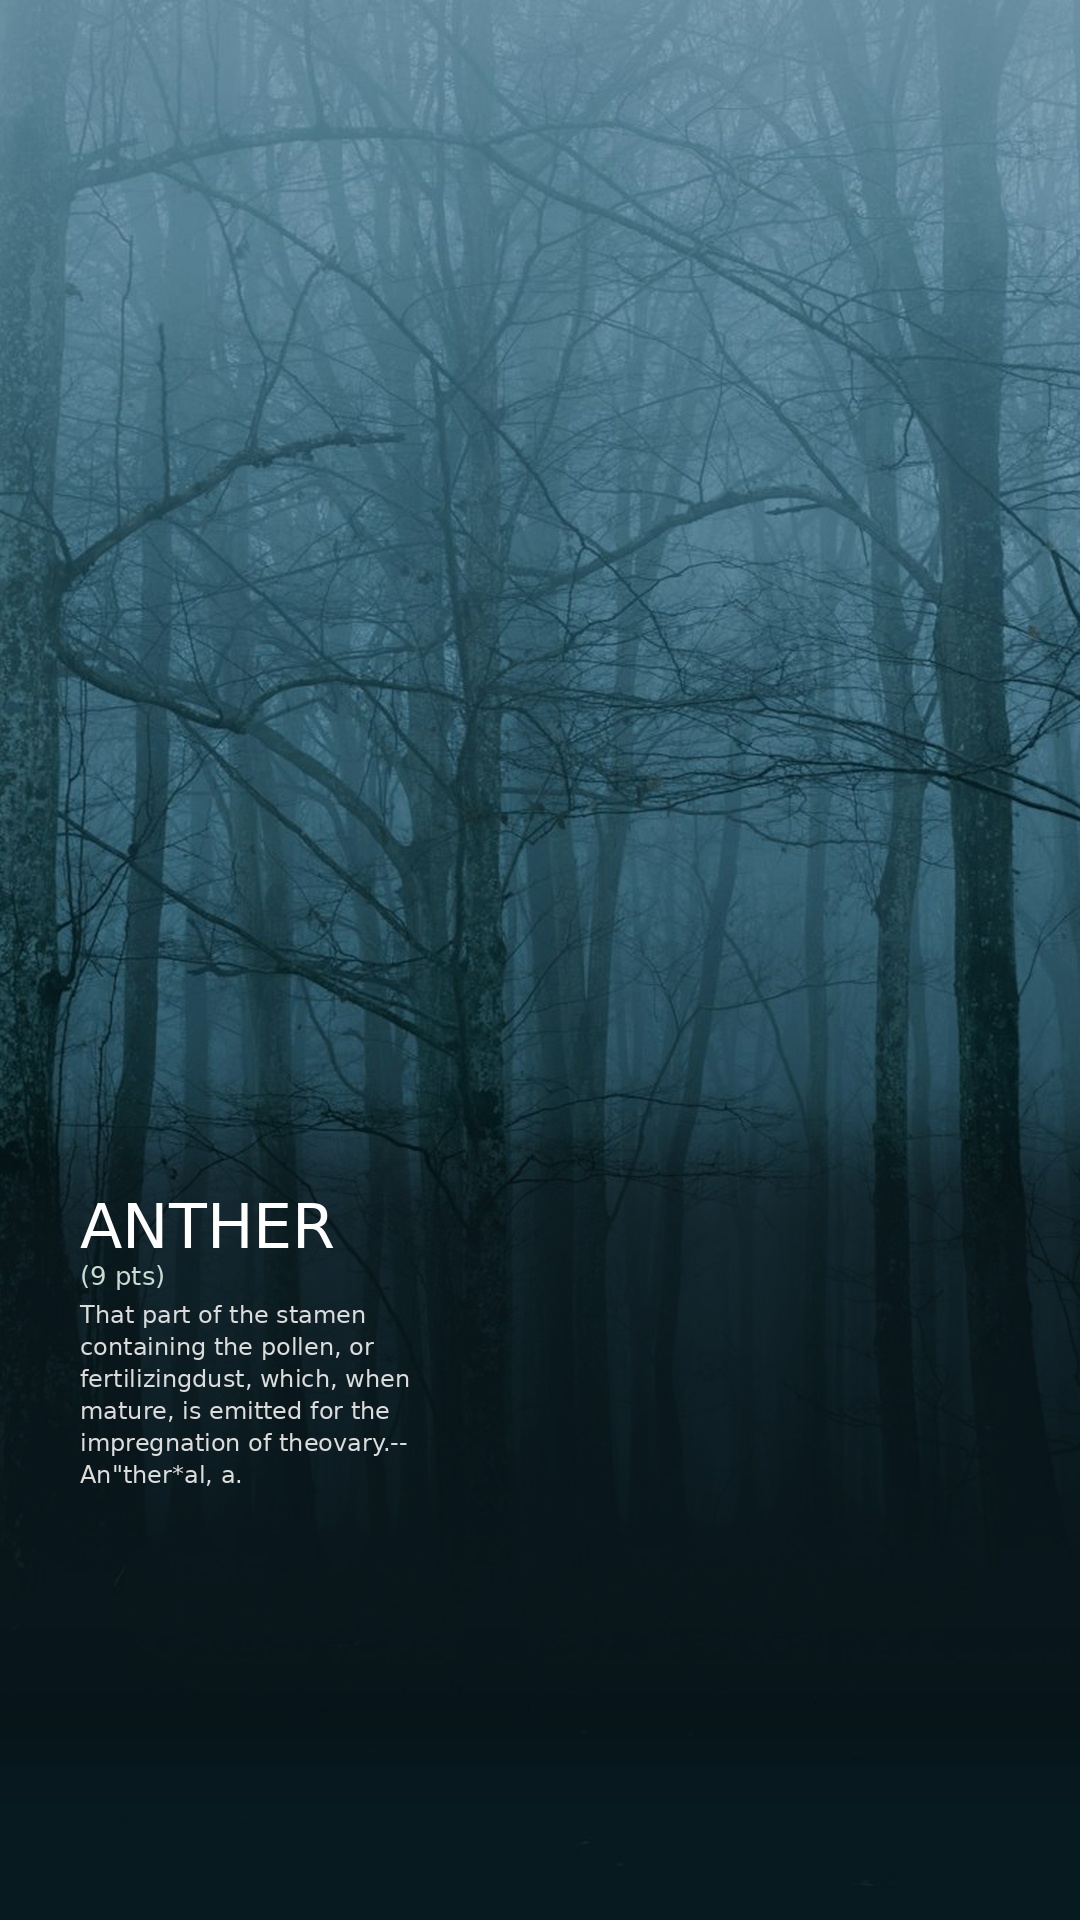 ANTHER
(9 pts)
That part of the stamen
containing the pollen, or
fertilizingdust, which, when
mature, is emitted for the
impregnation of theovary.--
An"ther*al, a.